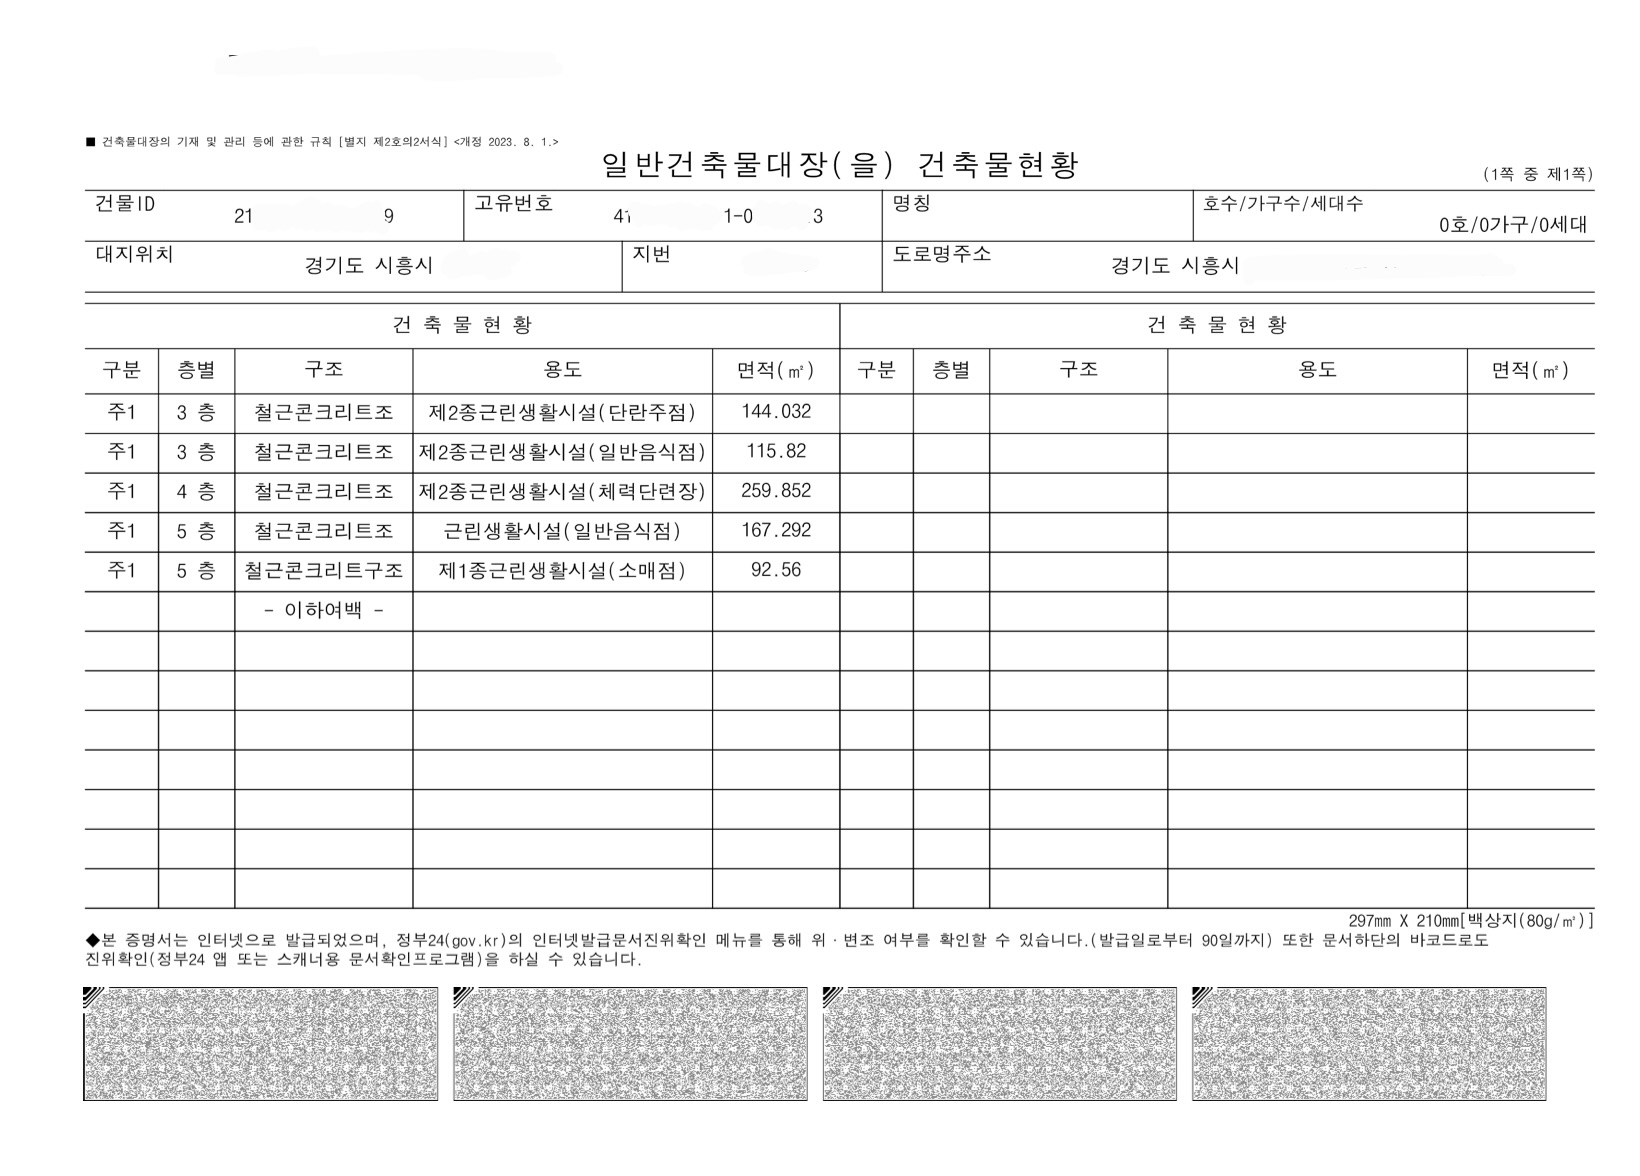 ■ 건축물대장의 기재 및 관리 등에 관한 규칙 [별지 제2호의2서식] <개정 2023. 8. 1.>
일반건축물대장(을) 건축물현황
(1쪽 중 제1쪽)
건물ID 21 9 고유번호 41 1-0 3 명칭 호수/가구수/세대수 0호/0가구/0세대
대지위치 경기도 시흥시 지번 도로명주소 경기도 시흥시
건 축 물 현 황 건 축 물 현 황
구분 층별 구조 용도 면적(㎡) 구분 층별 구조 용도 면적(㎡)
주1 3 층 철근콘크리트조 제2종근린생활시설(단란주점) 144.032
주1 3 층 철근콘크리트조 제2종근린생활시설(일반음식점) 115.82
주1 4 층 철근콘크리트조 제2종근린생활시설(체력단련장) 259.852
주1 5 층 철근콘크리트조 근린생활시설(일반음식점) 167.292
주1 5 층 철근콘크리트구조 제1종근린생활시설(소매점) 92.56
- 이하여백 -
297㎜ X 210㎜[백상지(80g/㎡)]
◆본 증명서는 인터넷으로 발급되었으며, 정부24(gov.kr)의 인터넷발급문서진위확인 메뉴를 통해 위·변조 여부를 확인할 수 있습니다.(발급일로부터 90일까지) 또한 문서하단의 바코드로도
진위확인(정부24 앱 또는 스캐너용 문서확인프로그램)을 하실 수 있습니다.